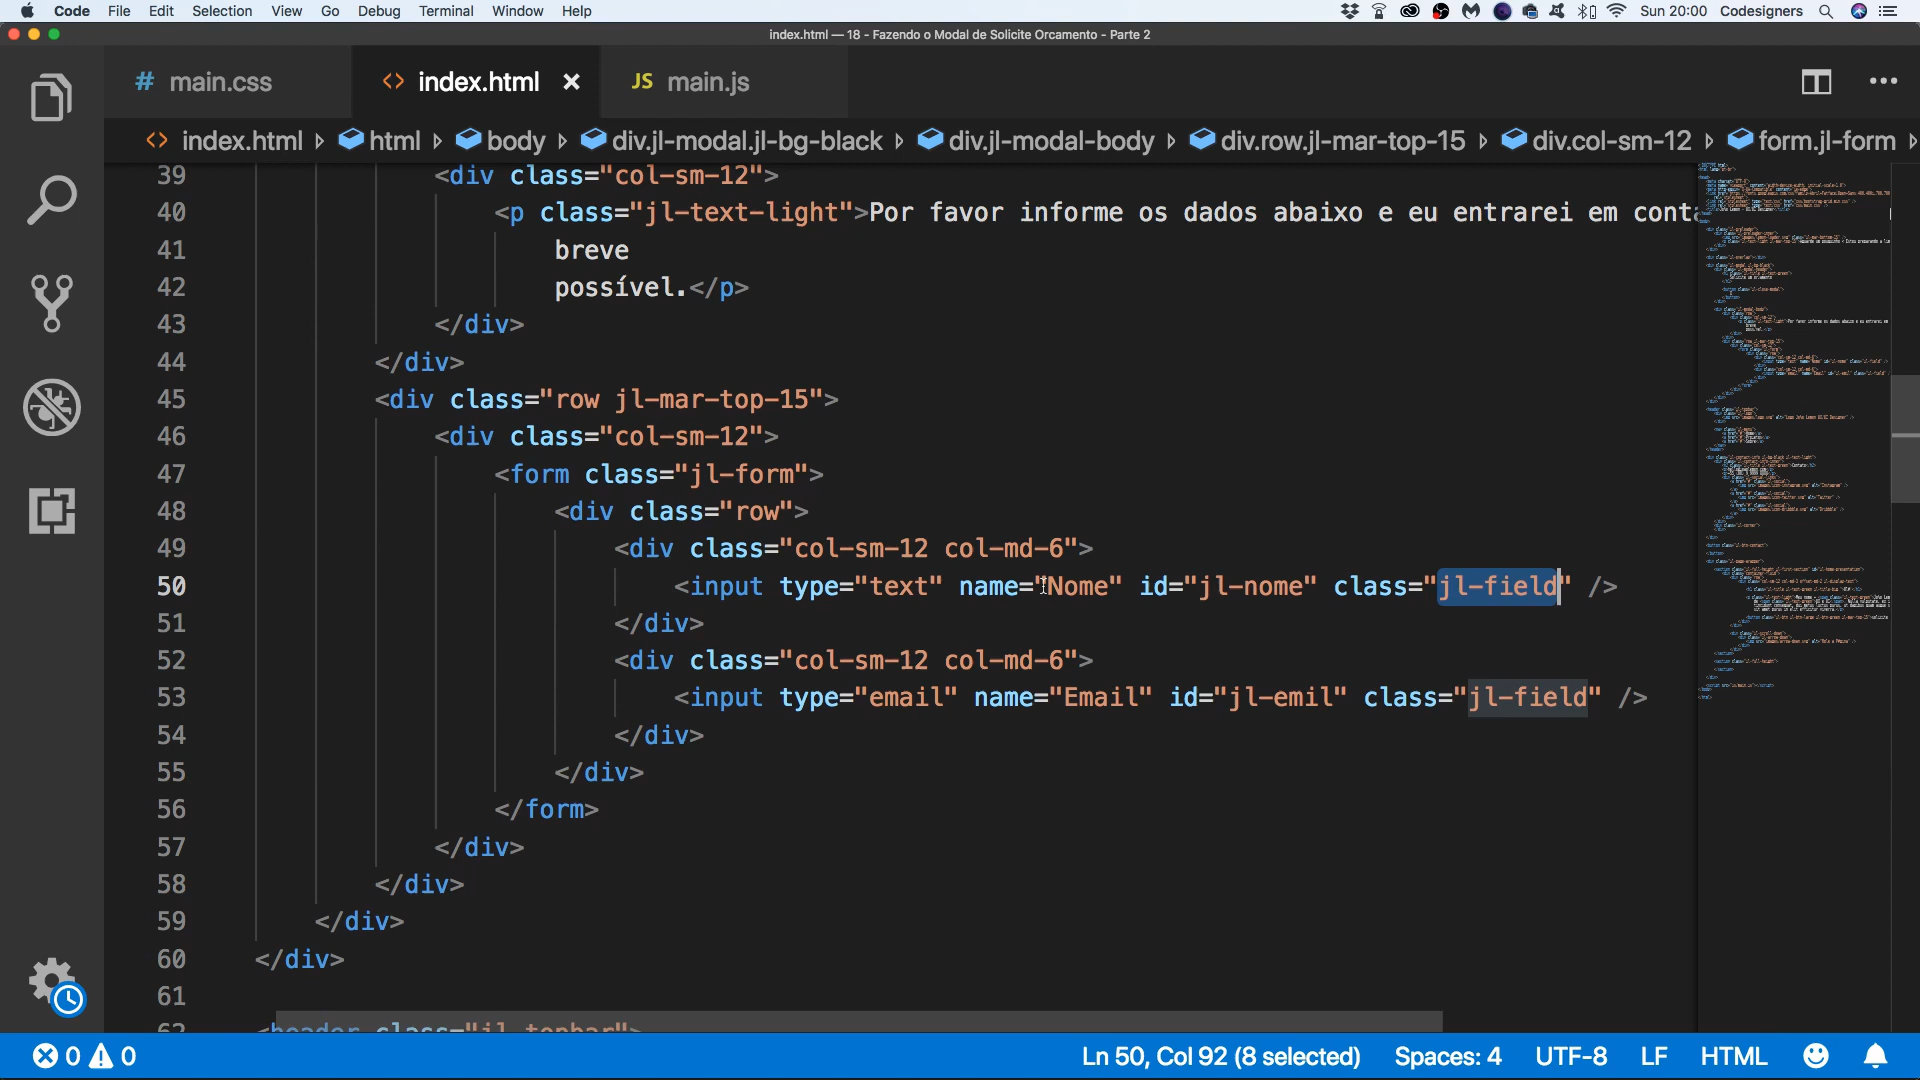 Code File Edit Selection View Go Debug Terminal Window Help Sun 20:00 Codesigners
index.html — 18 - Fazendo o Modal de Solicite Orcamento - Parte 2
# main.css <> index.html × JS main.js
<> index.html html body div.jl-modal.jl-bg-black div.jl-modal-body div.row.jl-mar-top-15 div.col-sm-12 form.jl-form
39 <div class="col-sm-12">
40 <p class="jl-text-light">Por favor informe os dados abaixo e eu entrarei em cont
41 breve
42 possível.</p>
43 </div>
44 </div>
45 <div class="row jl-mar-top-15">
46 <div class="col-sm-12">
47 <form class="jl-form">
48 <div class="row">
49 <div class="col-sm-12 col-md-6">
50 <input type="text" name="Nome" id="jl-nome" class="jl-field" />
51 </div>
52 <div class="col-sm-12 col-md-6">
53 <input type="email" name="Email" id="jl-emil" class="jl-field" />
54 </div>
55 </div>
56 </form>
57 </div>
58 </div>
59 </div>
60 </div>
61
62 <header class="jl-topbar">
0 0 Ln 50, Col 92 (8 selected) Spaces: 4 UTF-8 LF HTML